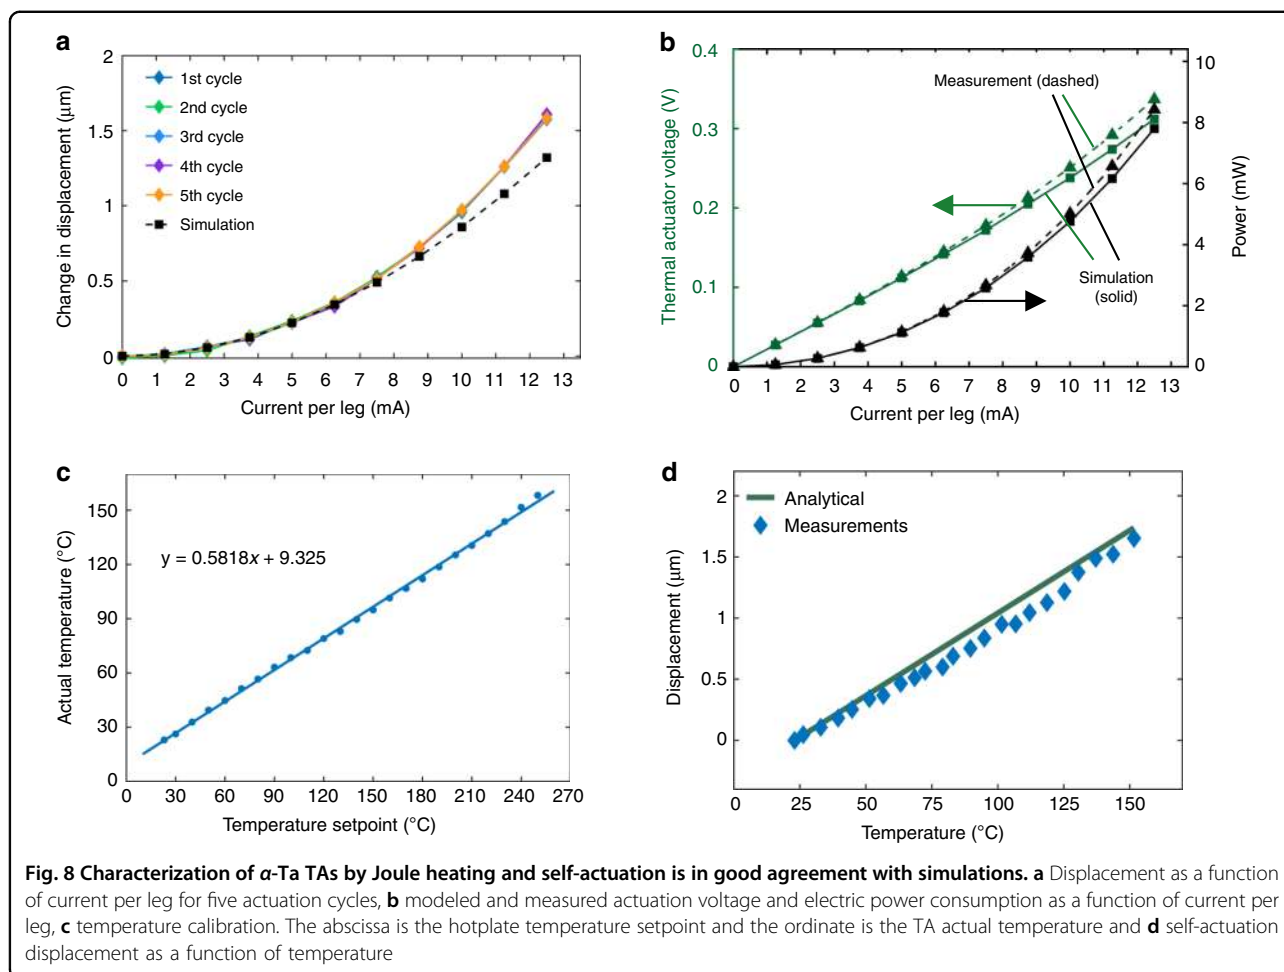 a
Change in displacement (μm)
2
1.5
1
0.5
0
1st cycle
2nd cycle
3rd cycle
4th cycle
5th cycle
Simulation
0 1 2 3 4 5 6 7 8 9 10 11 12 13
Current per leg (mA)
b
Thermal actuator voltage (V)
0.4
0.3
0.2
0.1
0
Measurement (dashed)
Simulation
(solid)
10
8
6
4
2
0
Power (mW)
0 1 2 3 4 5 6 7 8 9 10 11 12 13
Current per leg (mA)
c
Actual temperature (°C)
150
120
90
60
30
0
y = 0.5818x + 9.325
0 30 60 90 120 150 180 210 240 270
Temperature setpoint (°C)
d
Displacement (μm)
2
1.5
1
0.5
0
Analytical
Measurements
0 25 50 75 100 125 150
Temperature (°C)
Fig. 8 Characterization of α-Ta TAs by Joule heating and self-actuation is in good agreement with simulations. a Displacement as a function
of current per leg for five actuation cycles, b modeled and measured actuation voltage and electric power consumption as a function of current per
leg, c temperature calibration. The abscissa is the hotplate temperature setpoint and the ordinate is the TA actual temperature and d self-actuation
displacement as a function of temperature